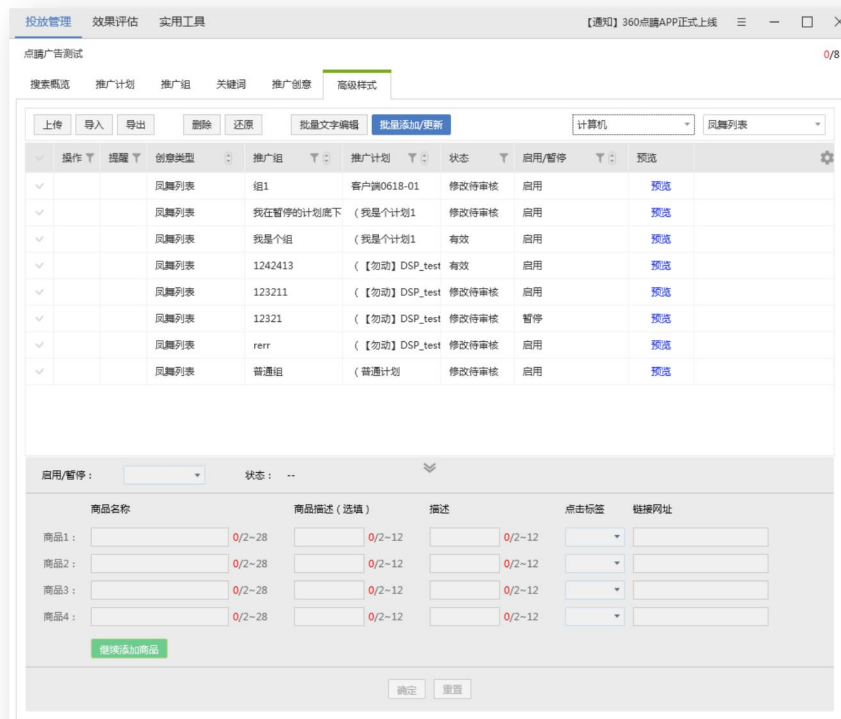 投放管理 效果评估 实用工具 【通知】360点睛APP正式上线
点睛广告测试 0/8
搜索概览 推广计划 推广组 关键词 推广创意 高级样式
上传 导入 导出 删除 还原 批量文字编辑 批量添加/更新 计算机 凤舞列表
操作 提醒 创意类型 推广组 推广计划 状态 启用/暂停 预览
凤舞列表 组1 客户端0618-01 修改待审核 启用 预览
凤舞列表 我在暂停的计划底下 (我是个计划1 修改待审核 启用 预览
凤舞列表 我是个组 (我是个计划1 有效 启用 预览
凤舞列表 1242413 (【勿动】DSP_test 有效 启用 预览
凤舞列表 123211 (【勿动】DSP_test 修改待审核 启用 预览
凤舞列表 12321 (【勿动】DSP_test 修改待审核 暂停 预览
凤舞列表 rerr (【勿动】DSP_test 修改待审核 启用 预览
凤舞列表 普通组 (普通计划 修改待审核 启用 预览
启用/暂停: 状态: --
商品名称 商品描述(选填) 描述 点击标签 链接网址
商品1: 0/2~28 0/2~12 0/2~12
商品2: 0/2~28 0/2~12 0/2~12
商品3: 0/2~28 0/2~12 0/2~12
商品4: 0/2~28 0/2~12 0/2~12
继续添加商品
确定 重置